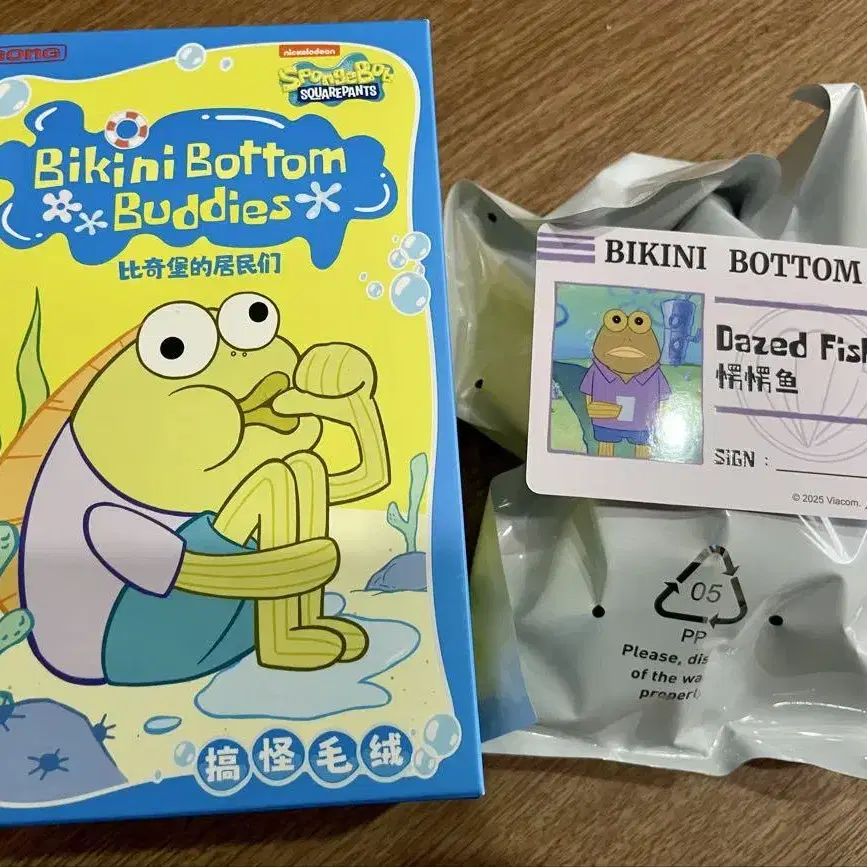 nickelodeon
SpongeBob
SQUAREPANTS
Bikini Bottom
Buddies
比奇堡的居民们
搞怪毛绒
BIKINI BOTTOM
Dazed Fish
愣愣鱼
SIGN :
© 2025 Viacom.
05
PP
Please, dis
of the wa
properl